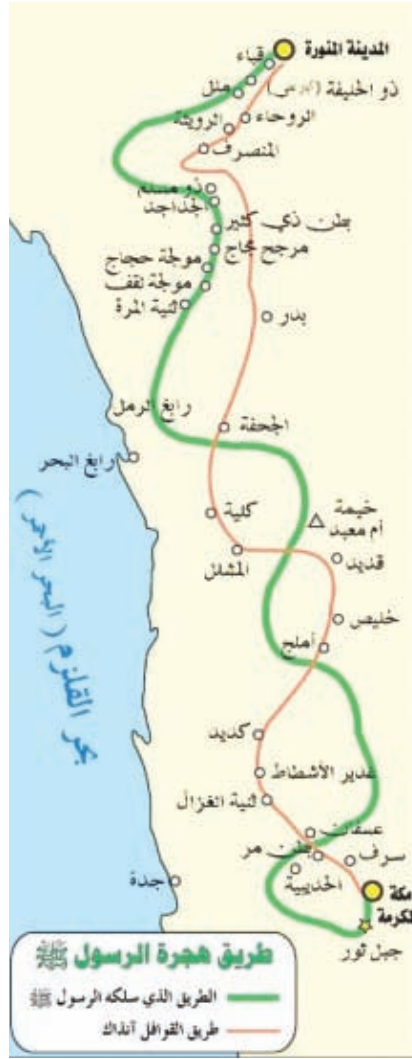 المدينة المنورة
قباء
ذو الحليفة
ملل
الروحاء
الرويثة
المنصرف
ذو مسلم
الجداجد
بطن ذي كثير
مرجح مجاج
موجة حجاج
موجة لقف
ثنية المرة
بدر
رابغ الرمل
الجحفة
رابغ البحر
كلية
خيمة
أم معبد
المشلل
قديد
خليص
أملج
بحر القلزم (البحر الأحمر)
كديد
غدير الأشطاط
ثنية الغزال
عسفان
بطن مر
سرف
الحديبية
جدة
مكة
المكرمة
جبل ثور
طريق هجرة الرسول ﷺ
الطريق الذي سلكه الرسول ﷺ
طريق القوافل آنذاك